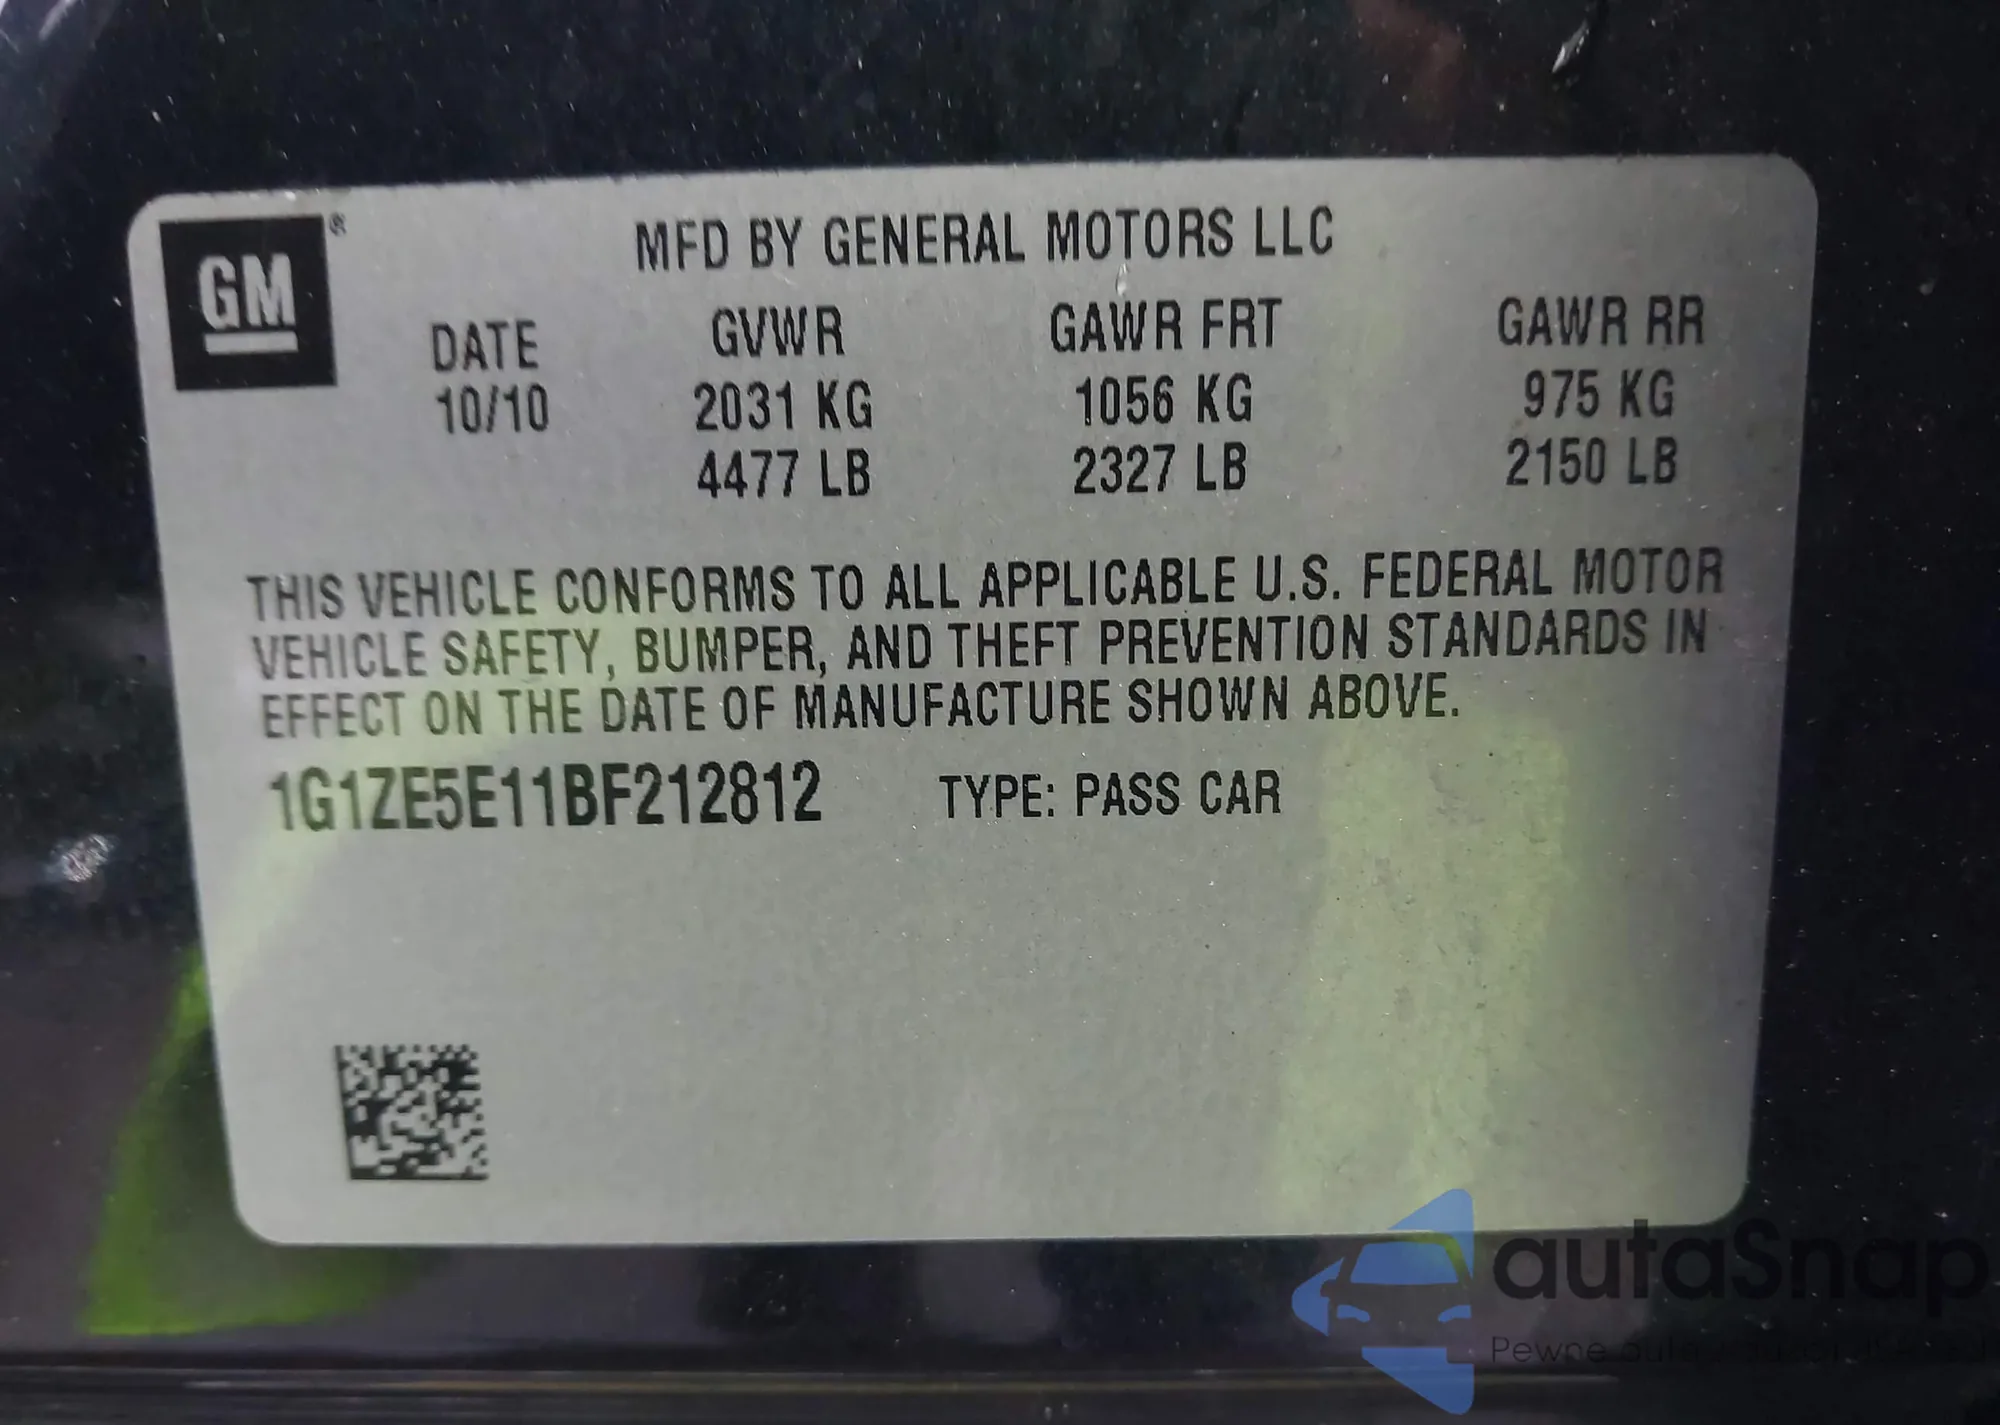 GM ®
MFD BY GENERAL MOTORS LLC
DATE GVWR GAWR FRT GAWR RR
10/10 2031 KG 1056 KG 975 KG
4477 LB 2327 LB 2150 LB
THIS VEHICLE CONFORMS TO ALL APPLICABLE U.S. FEDERAL MOTOR
VEHICLE SAFETY, BUMPER, AND THEFT PREVENTION STANDARDS IN
EFFECT ON THE DATE OF MANUFACTURE SHOWN ABOVE.
1G1ZE5E11BF212812 TYPE: PASS CAR
autaSnap
Pewne auta